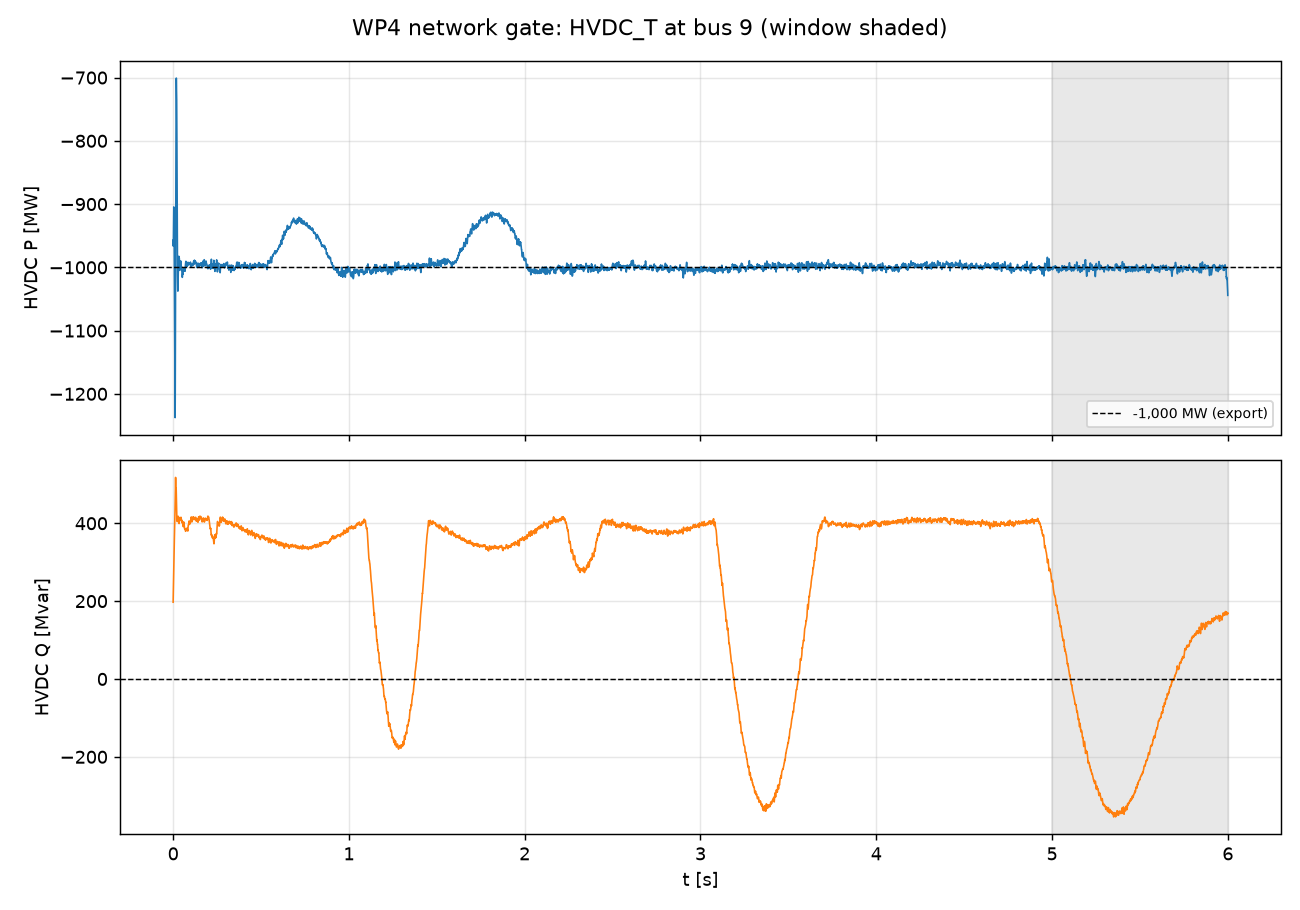 WP4 network gate: HVDC_T at bus 9 (window shaded)
HVDC P [MW]
−700
−800
−900
−1000
−1100
−1200
-1,000 MW (export)
HVDC Q [Mvar]
400
200
0
−200
0 1 2 3 4 5 6
t [s]